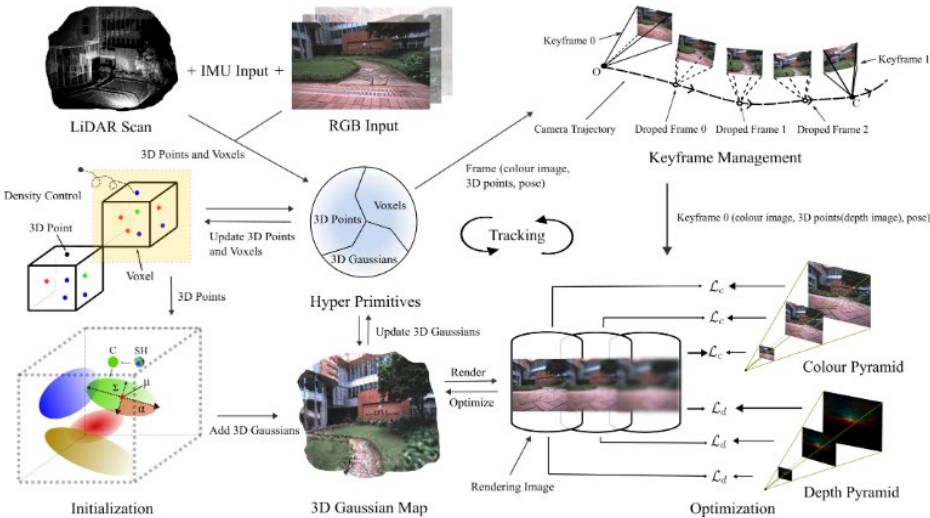 + IMU Input +
LiDAR Scan
RGB Input
Keyframe 0
Keyframe 1
O
C
Camera Trajectory
Droped Frame 0
Droped Frame 1
Droped Frame 2
Keyframe Management
3D Points and Voxels
Density Control
3D Point
Voxel
Update 3D Points
and Voxels
3D Points
Voxels
3D Gaussians
Hyper Primitives
Frame (colour image,
3D points, pose)
Tracking
Keyframe 0 (colour image, 3D points(depth image), pose)
3D Points
Update 3D Gaussians
C
SH
Σ
μ
α
Add 3D Gaussians
Initialization
3D Gaussian Map
Render
Optimize
Rendering Image
ℒc
ℒc
ℒc
ℒd
ℒd
ℒd
Colour Pyramid
Depth Pyramid
Optimization